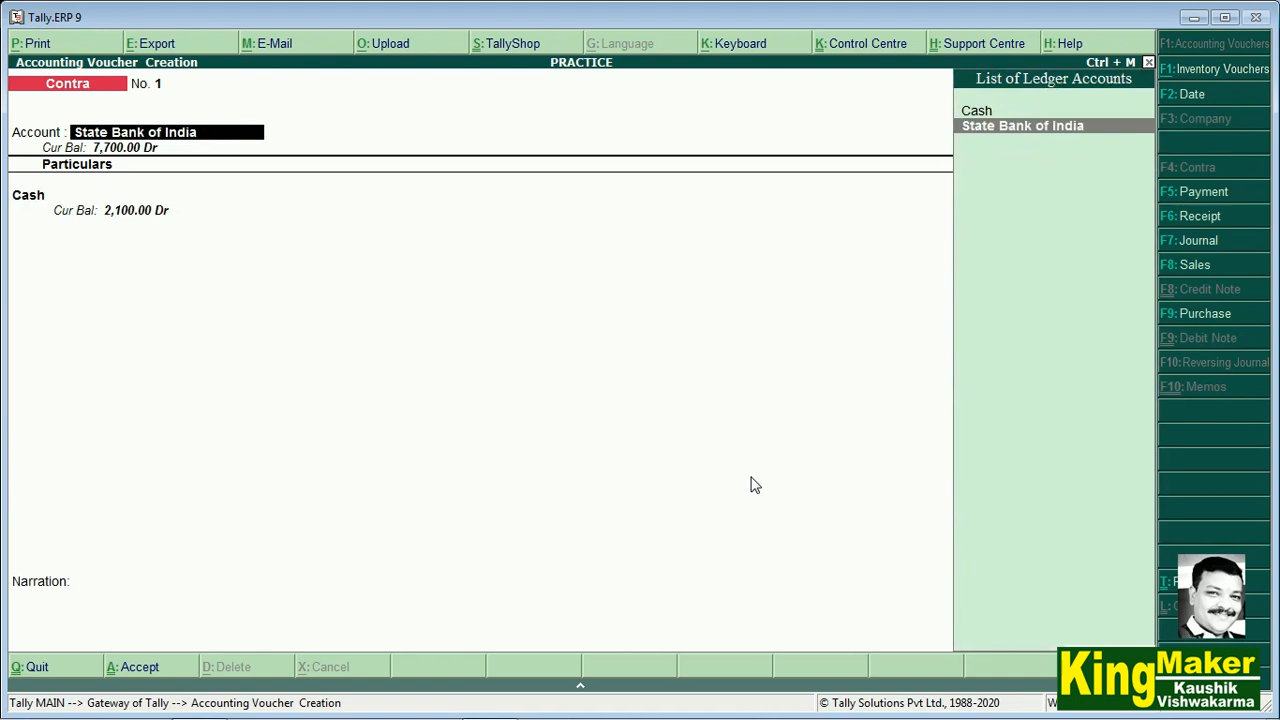 Tally.ERP 9
P: Print E: Export M: E-Mail O: Upload S: TallyShop G: Language K: Keyboard K: Control Centre H: Support Centre H: Help
F1: Accounting Vouchers
Accounting Voucher Creation PRACTICE Ctrl + M
F1: Inventory Vouchers
Contra No. 1
List of Ledger Accounts
F2: Date
Cash
F3: Company
Account : State Bank of India
State Bank of India
Cur Bal: 7,700.00 Dr
Particulars
F4: Contra
Cash
F5: Payment
Cur Bal: 2,100.00 Dr
F6: Receipt
F7: Journal
F8: Sales
F8: Credit Note
F9: Purchase
F9: Debit Note
F10: Reversing Journal
F10: Memos
Narration:
T:
L:
Q: Quit A: Accept D: Delete X: Cancel
KingMaker
Kaushik
Vishwakarma
Tally MAIN --> Gateway of Tally --> Accounting Voucher Creation © Tally Solutions Pvt Ltd., 1988-2020